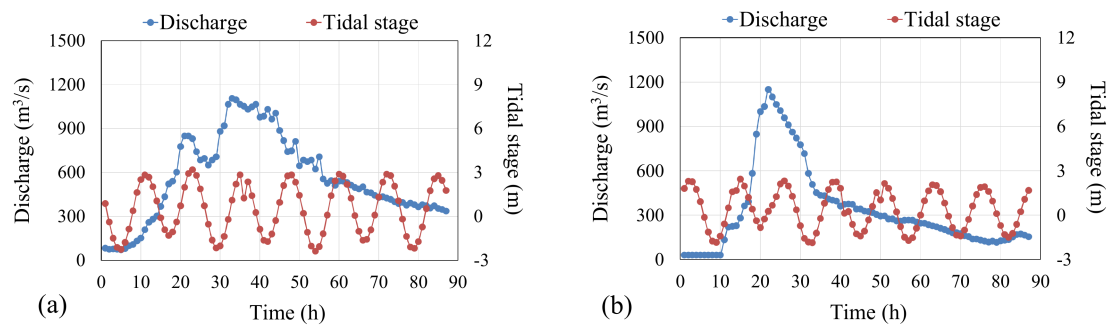 Discharge Tidal stage
1500 1200 900 600 300 0
Discharge (m³/s)
12 9 6 3 0 -3
Tidal stage (m)
0 10 20 30 40 50 60 70 80 90
Time (h)
(a)
Discharge Tidal stage
1500 1200 900 600 300 0
Discharge (m³/s)
12 9 6 3 0 -3
Tidal stage (m)
0 10 20 30 40 50 60 70 80 90
Time (h)
(b)